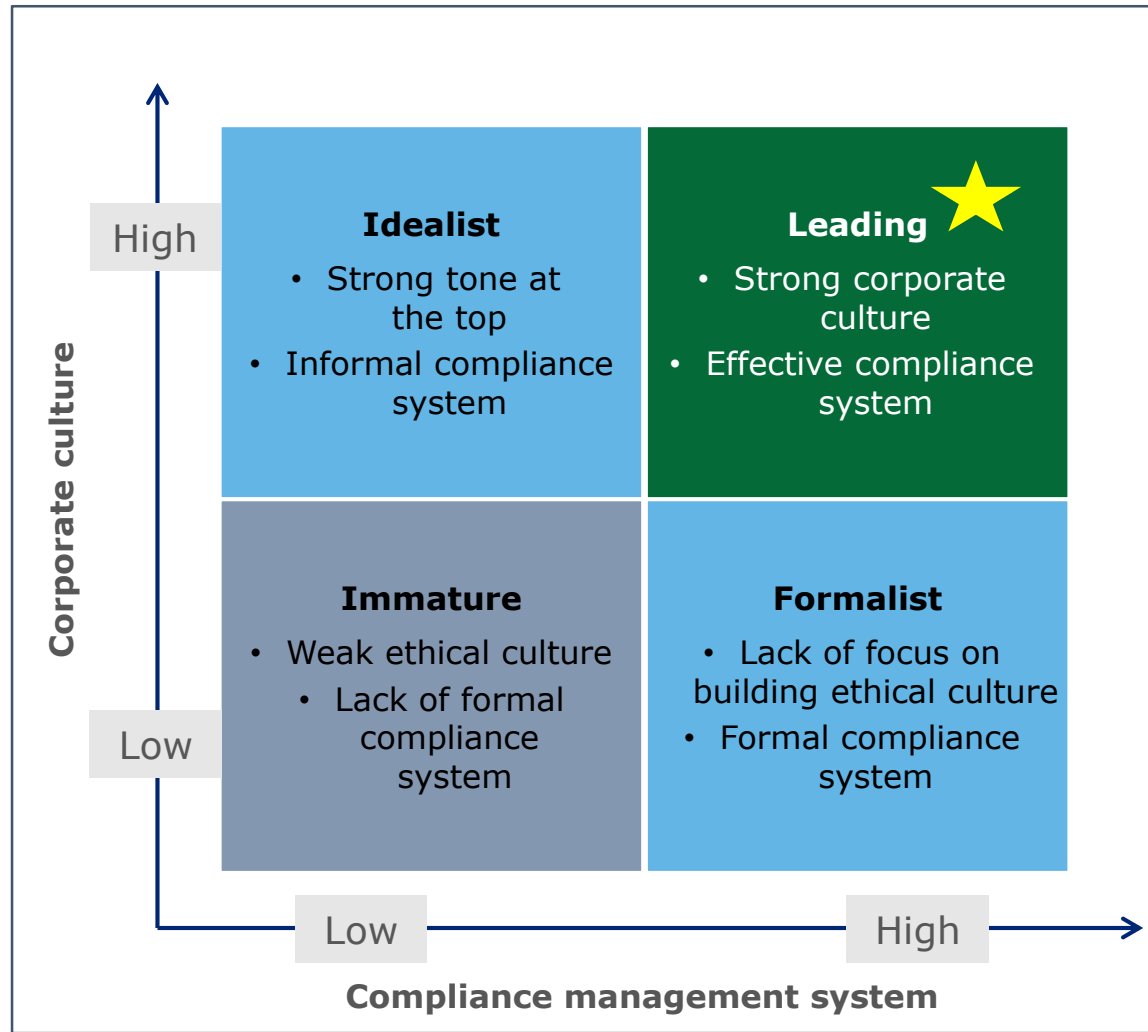 Corporate culture
High
Low
Idealist
• Strong tone at
the top
• Informal compliance
system
Leading
• Strong corporate
culture
• Effective compliance
system
Immature
• Weak ethical culture
• Lack of formal
compliance
system
Formalist
• Lack of focus on
building ethical culture
• Formal compliance
system
Low
High
Compliance management system